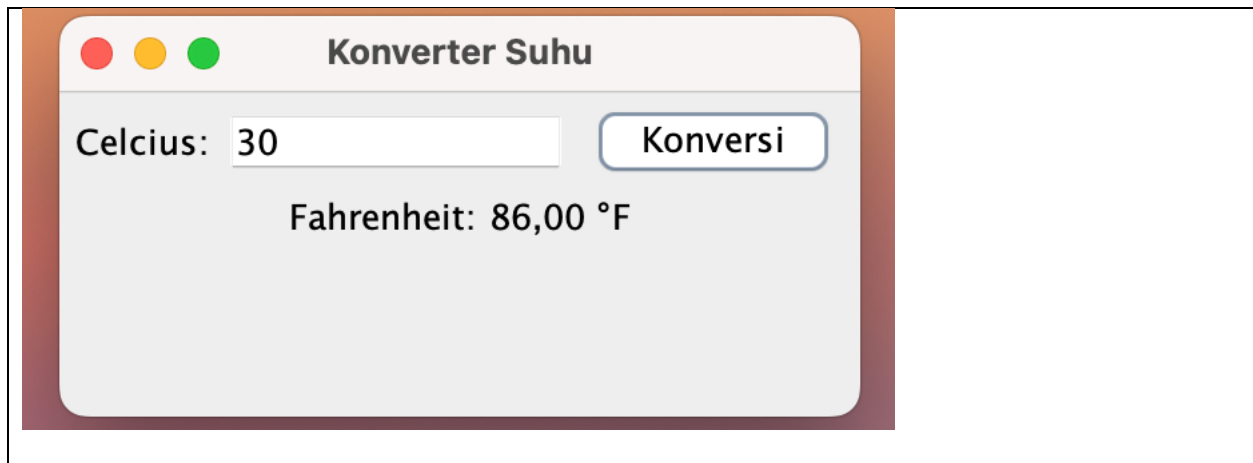 Konverter Suhu
Celcius: 30 Konversi
Fahrenheit: 86,00 °F